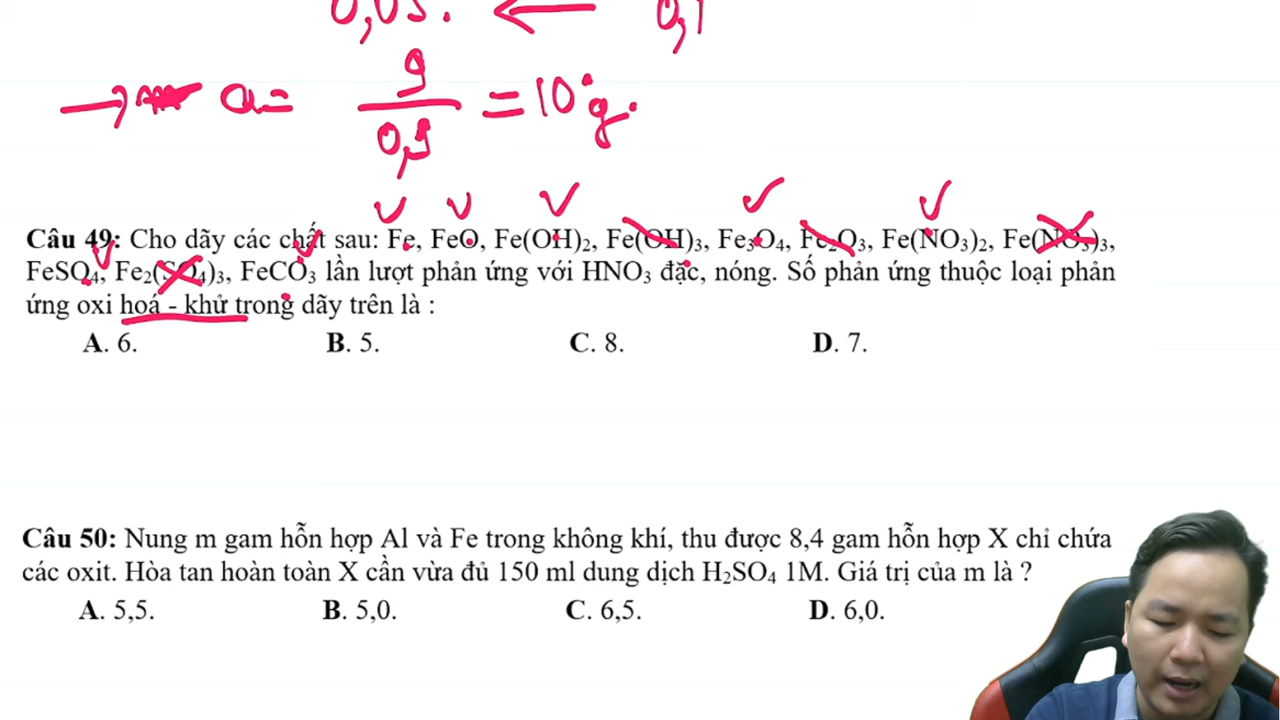 0,05. ← 0,1
→ a = 9/0,9 = 10 g.
Câu 49: Cho dãy các chất sau: Fe, FeO, Fe(OH)₂, Fe(OH)₃, Fe₃O₄, Fe₂O₃, Fe(NO₃)₂, Fe(NO₃)₃,
FeSO₄, Fe₂(SO₄)₃, FeCO₃ lần lượt phản ứng với HNO₃ đặc, nóng. Số phản ứng thuộc loại phản
ứng oxi hoá - khử trong dãy trên là :
A. 6. B. 5. C. 8. D. 7.
Câu 50: Nung m gam hỗn hợp Al và Fe trong không khí, thu được 8,4 gam hỗn hợp X chỉ chứa
các oxit. Hòa tan hoàn toàn X cần vừa đủ 150 ml dung dịch H₂SO₄ 1M. Giá trị của m là ?
A. 5,5. B. 5,0. C. 6,5. D. 6,0.